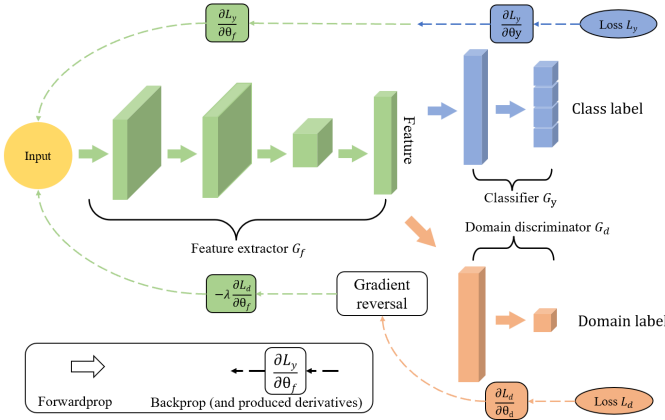 ∂L_y
∂θ_f
∂L_y
∂θy
Loss L_y
Input
Feature
Class label
Classifier G_y
Feature extractor G_f
Domain discriminator G_d
−λ ∂L_d
∂θ_f
Gradient
reversal
Domain label
∂L_y
∂θ_f
Forwardprop
Backprop (and produced derivatives)
∂L_d
∂θ_d
Loss L_d